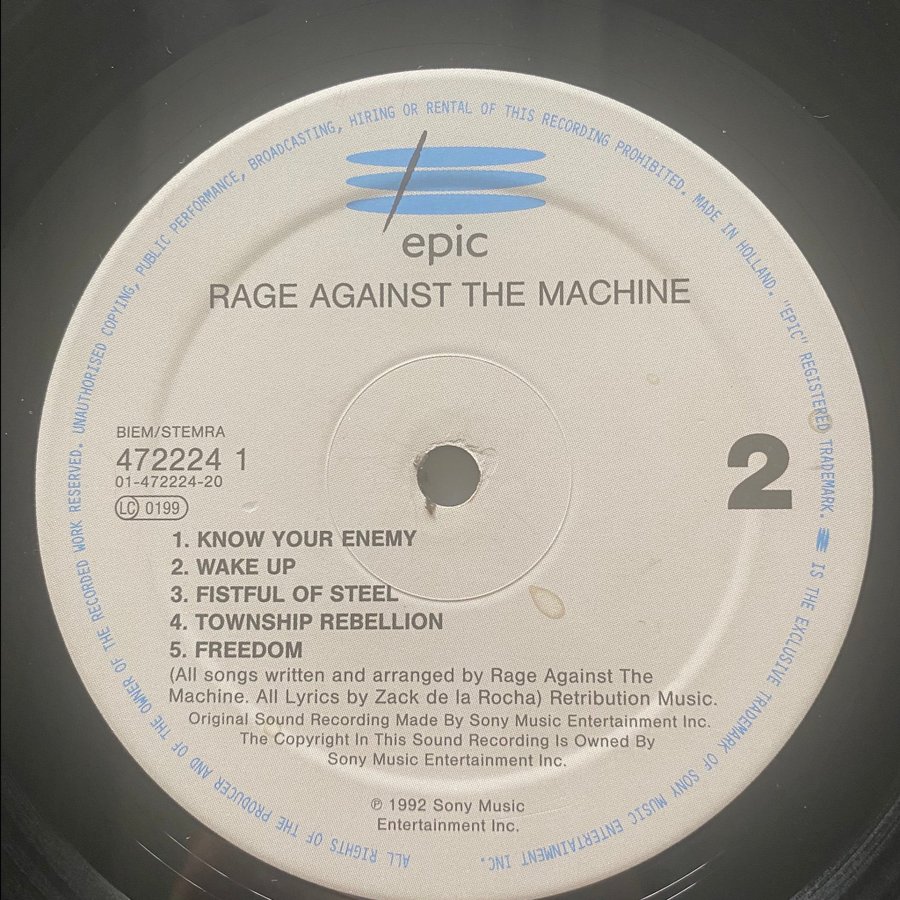 epic
RAGE AGAINST THE MACHINE
BIEM/STEMRA
472224 1
01-472224-20
LC 0199
2
1. KNOW YOUR ENEMY
2. WAKE UP
3. FISTFUL OF STEEL
4. TOWNSHIP REBELLION
5. FREEDOM
(All songs written and arranged by Rage Against The
Machine. All Lyrics by Zack de la Rocha) Retribution Music.
Original Sound Recording Made By Sony Music Entertainment Inc.
The Copyright In This Sound Recording Is Owned By
Sony Music Entertainment Inc.
℗ 1992 Sony Music
Entertainment Inc.
ALL RIGHTS OF THE PRODUCER AND OF THE OWNER OF THE RECORDED WORK RESERVED. UNAUTHORISED COPYING, PUBLIC PERFORMANCE, BROADCASTING, HIRING OR RENTAL OF THIS RECORDING PROHIBITED. MADE IN HOLLAND. "EPIC" REGISTERED TRADEMARK. IS THE EXCLUSIVE TRADEMARK OF SONY MUSIC ENTERTAINMENT INC.